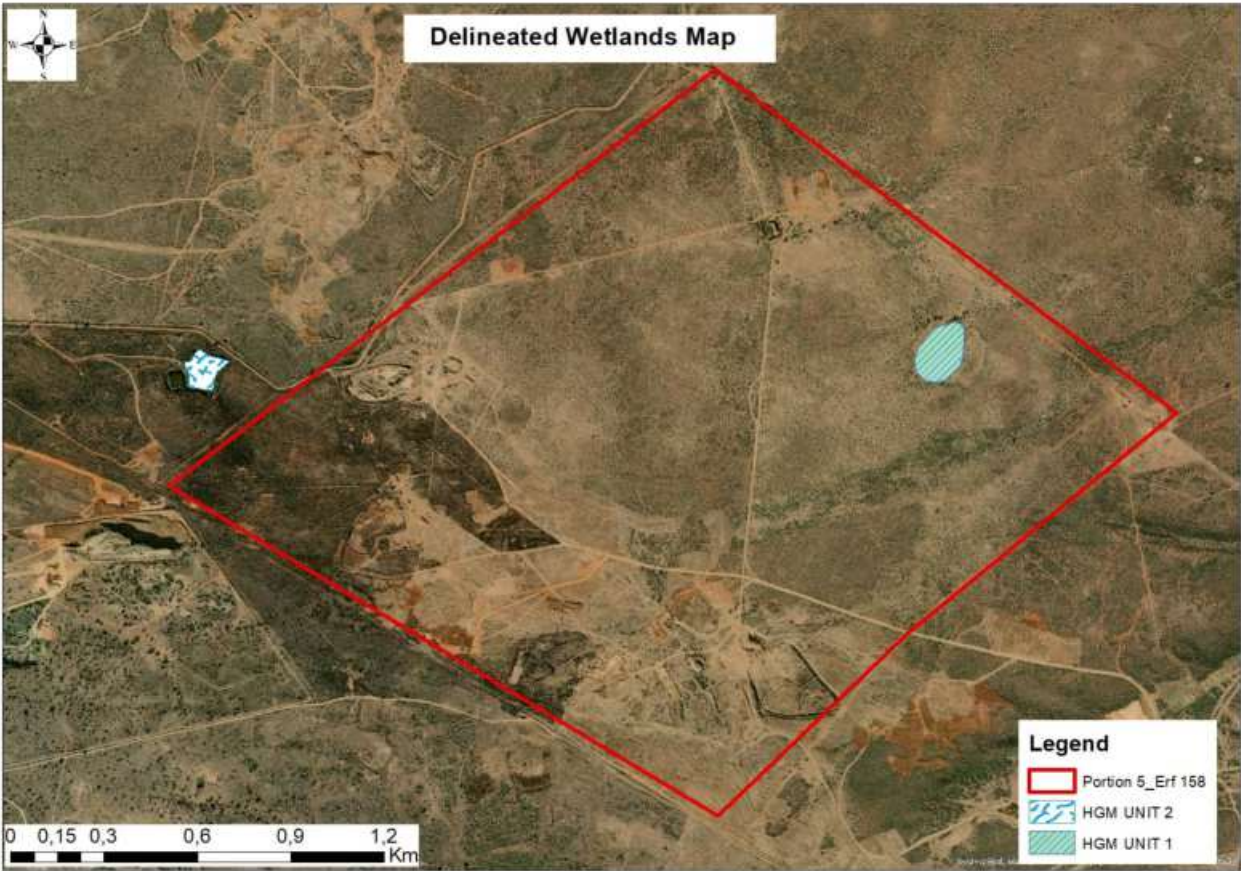 N
W E
S
Delineated Wetlands Map
Legend
Portion 5_Erf 158
HGM UNIT 2
HGM UNIT 1
0 0,15 0,3 0,6 0,9 1,2
Km